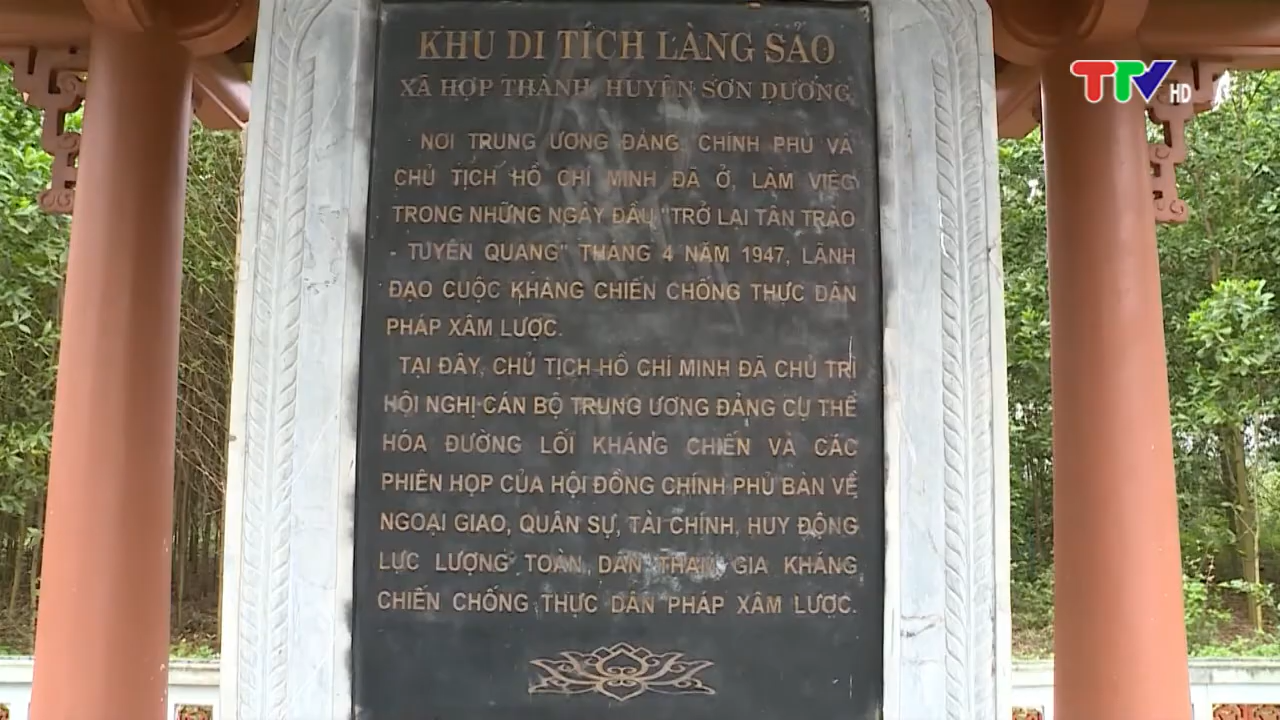 KHU DI TÍCH LÀNG SẢO
XÃ HỢP THÀNH, HUYỆN SƠN DƯƠNG
NƠI TRUNG ƯƠNG ĐẢNG, CHÍNH PHỦ VÀ
CHỦ TỊCH HỒ CHÍ MINH ĐÃ Ở, LÀM VIỆC
TRONG NHỮNG NGÀY ĐẦU "TRỞ LẠI TÂN TRÀO
- TUYÊN QUANG" THÁNG 4 NĂM 1947, LÃNH
ĐẠO CUỘC KHÁNG CHIẾN CHỐNG THỰC DÂN
PHÁP XÂM LƯỢC.
TẠI ĐÂY, CHỦ TỊCH HỒ CHÍ MINH ĐÃ CHỦ TRÌ
HỘI NGHỊ CÁN BỘ TRUNG ƯƠNG ĐẢNG CỤ THỂ
HÓA ĐƯỜNG LỐI KHÁNG CHIẾN VÀ CÁC
PHIÊN HỌP CỦA HỘI ĐỒNG CHÍNH PHỦ BÀN VỀ
NGOẠI GIAO, QUÂN SỰ, TÀI CHÍNH, HUY ĐỘNG
LỰC LƯỢNG TOÀN DÂN THAM GIA KHÁNG
CHIẾN CHỐNG THỰC DÂN PHÁP XÂM LƯỢC.
TTV HD